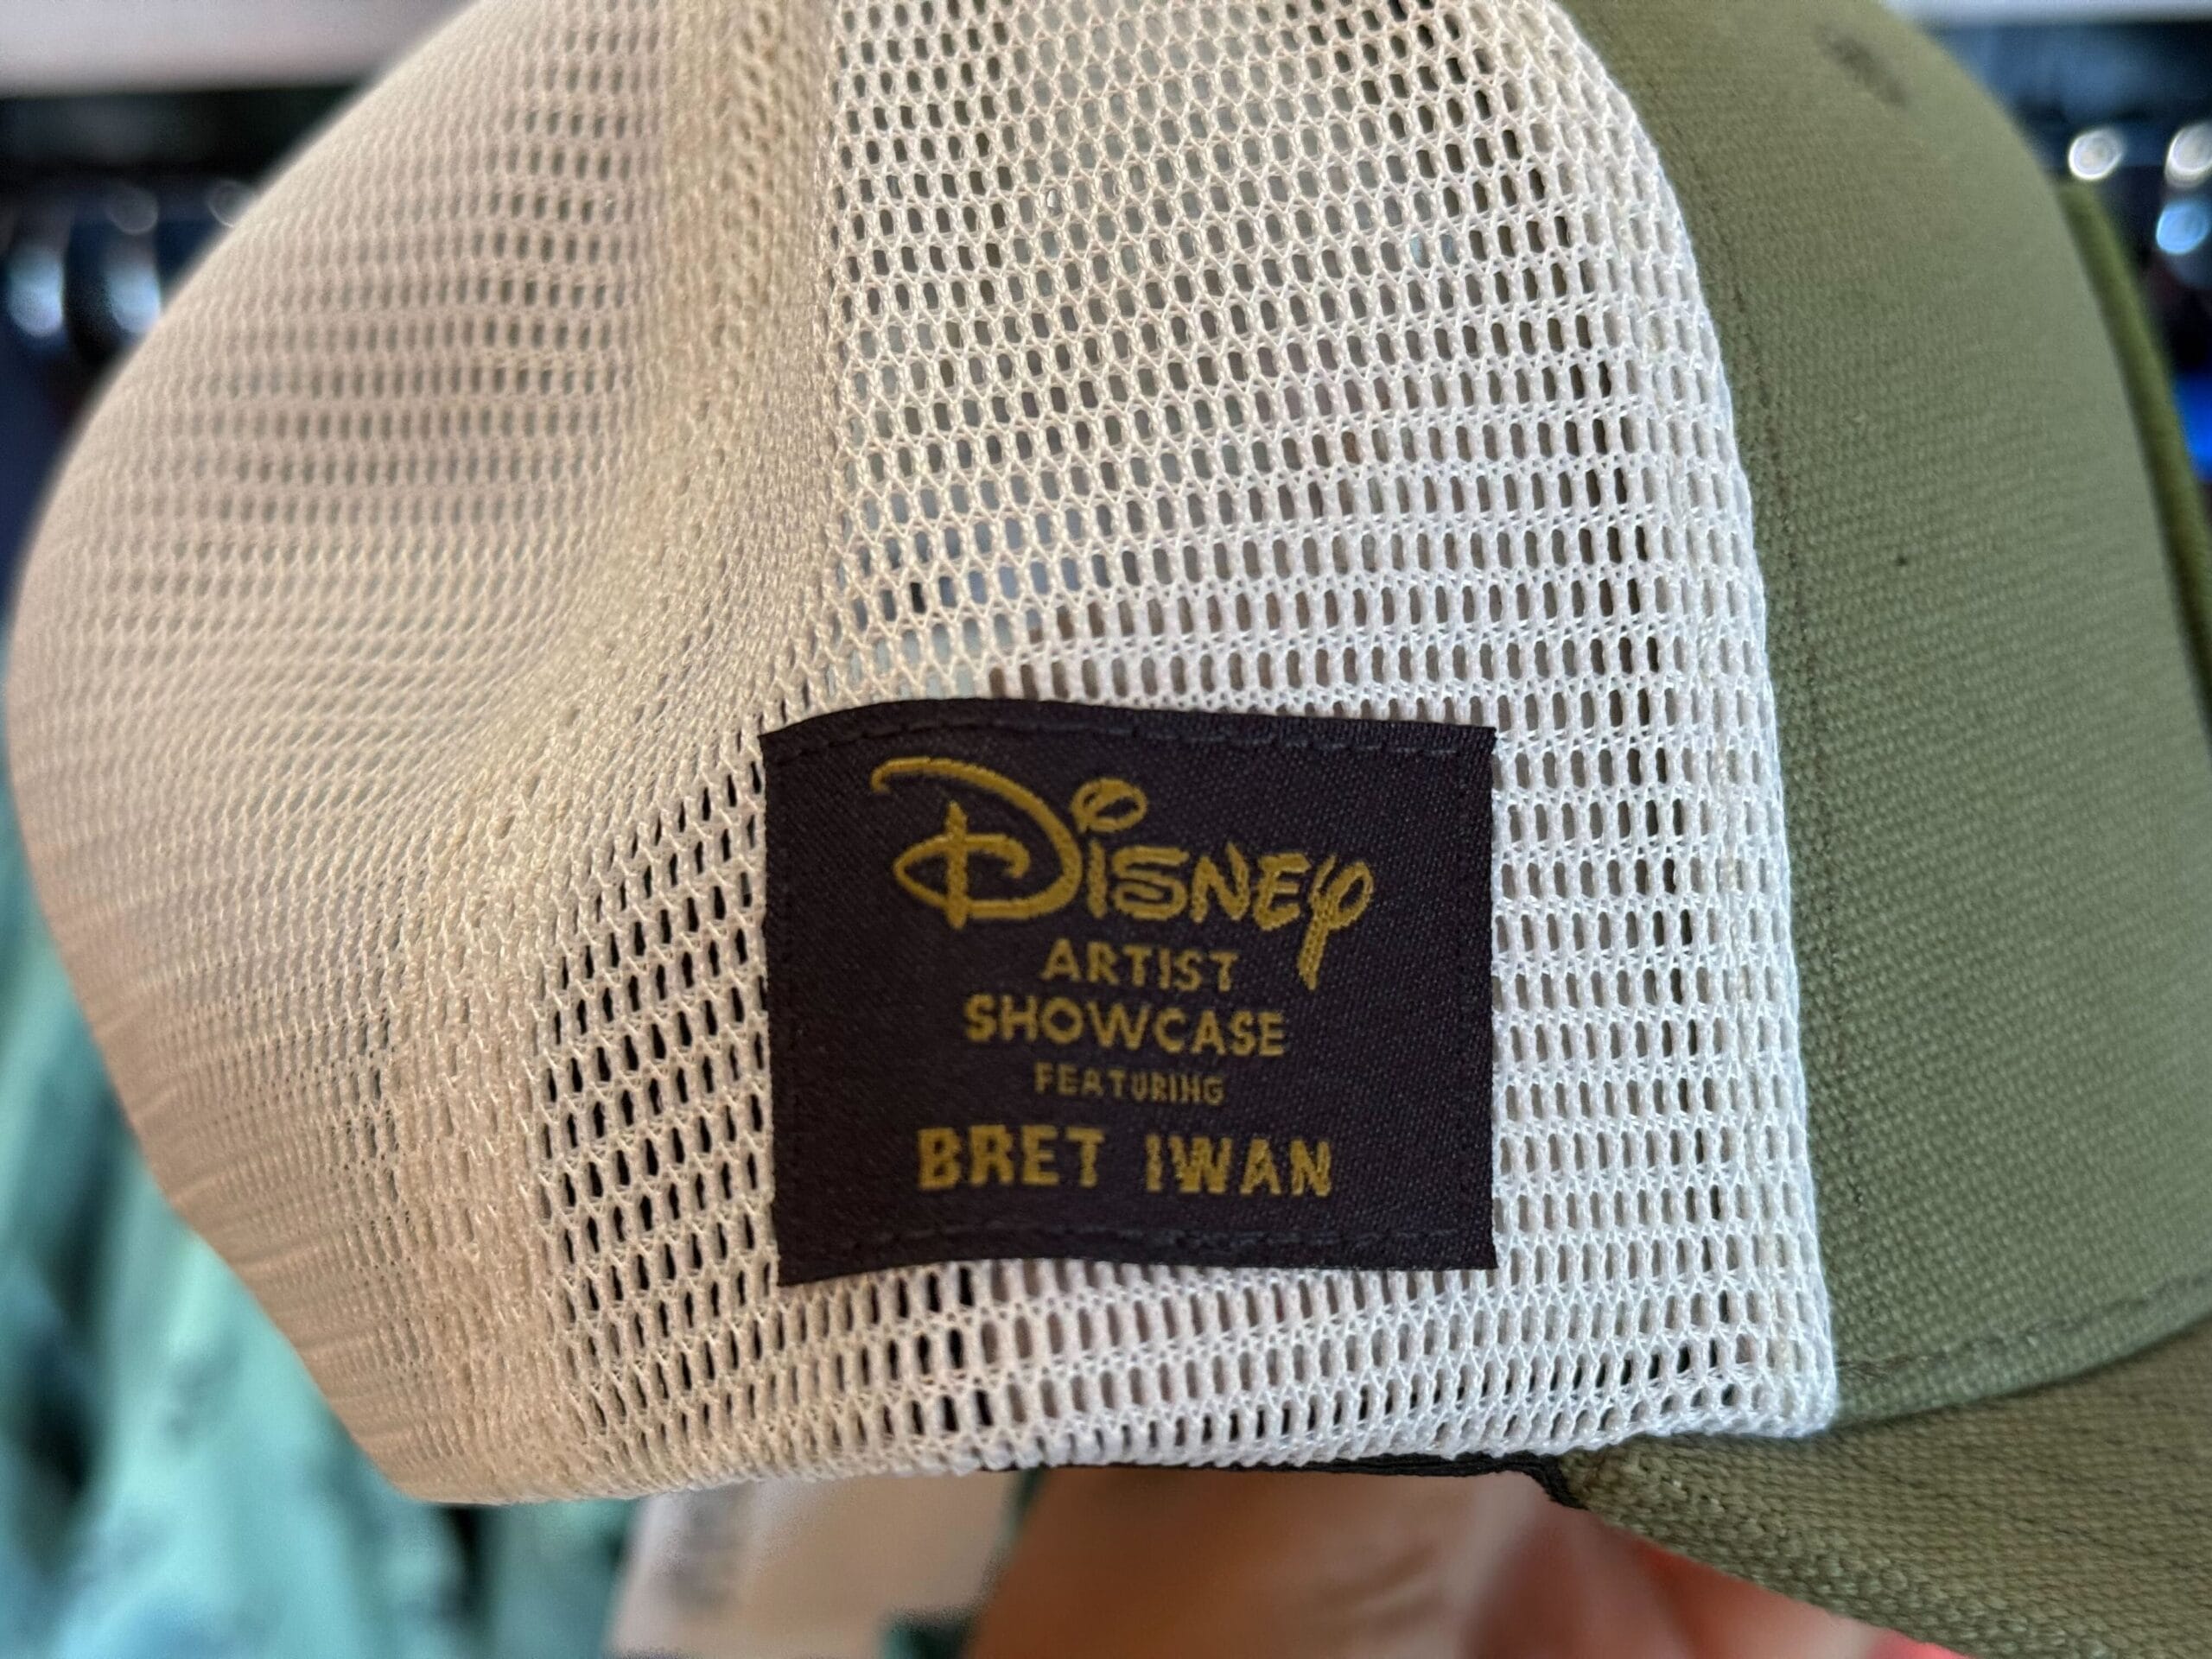 Disney
ARTIST
SHOWCASE
FEATURING
BRET IWAN